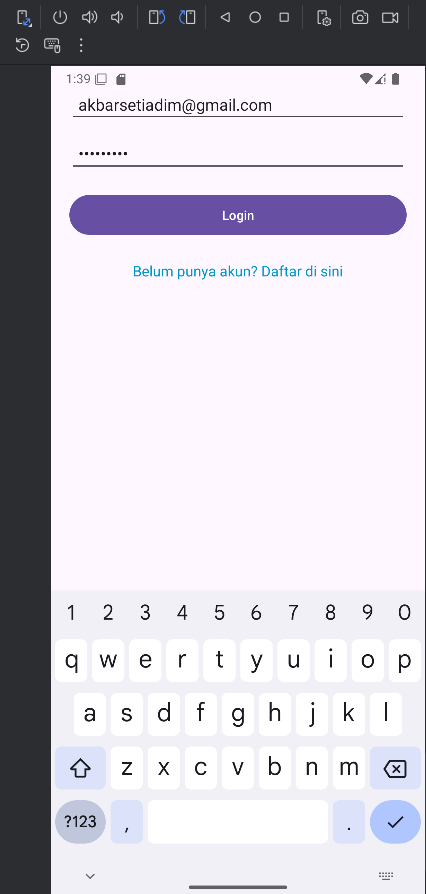 1:39
akbarsetiadim@gmail.com
•••••••••
Login
Belum punya akun? Daftar di sini
1 2 3 4 5 6 7 8 9 0
q w e r t y u i o p
a s d f g h j k l
z x c v b n m
?123 , .